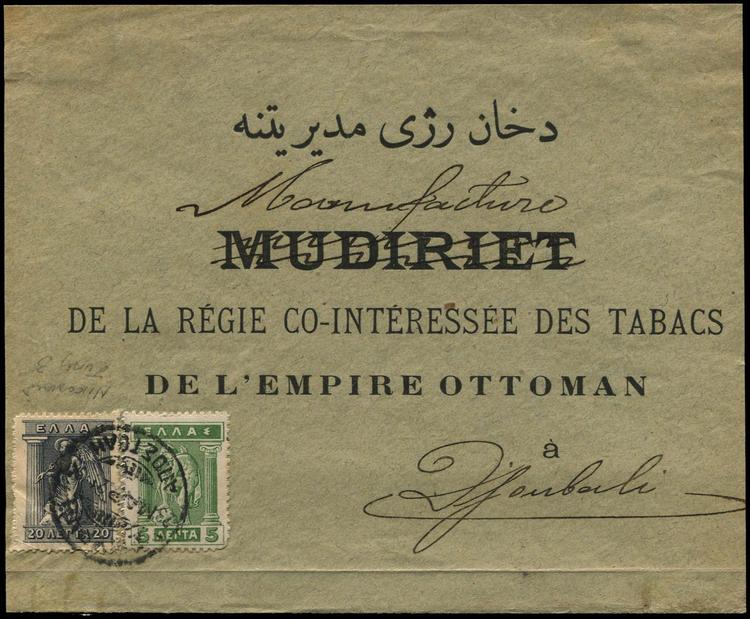 دخان رژی مدیریتنه
Manufacture
MUDIRIET
DE LA RÉGIE CO-INTÉRESSÉE DES TABACS
DE L'EMPIRE OTTOMAN
à
Djoubali
ΕΛΛΑΣ
20 ΛΕΠΤΑ 20
ΕΛΛΑΣ
5 ΛΕΠΤΑ 5